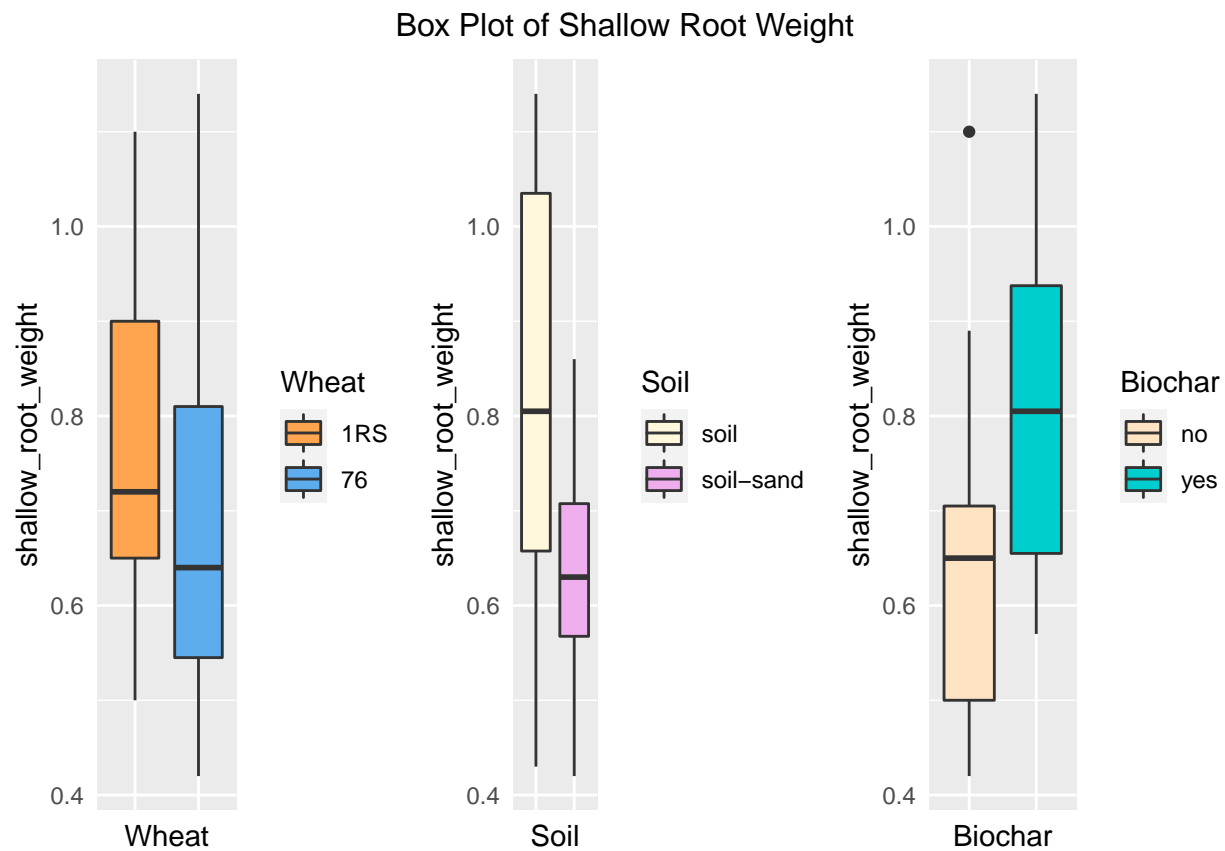 Box Plot of Shallow Root Weight
shallow_root_weight
1.0
0.8
0.6
0.4
Wheat
Wheat
1RS
76
shallow_root_weight
1.0
0.8
0.6
0.4
Soil
Soil
soil
soil−sand
shallow_root_weight
1.0
0.8
0.6
0.4
Biochar
Biochar
no
yes